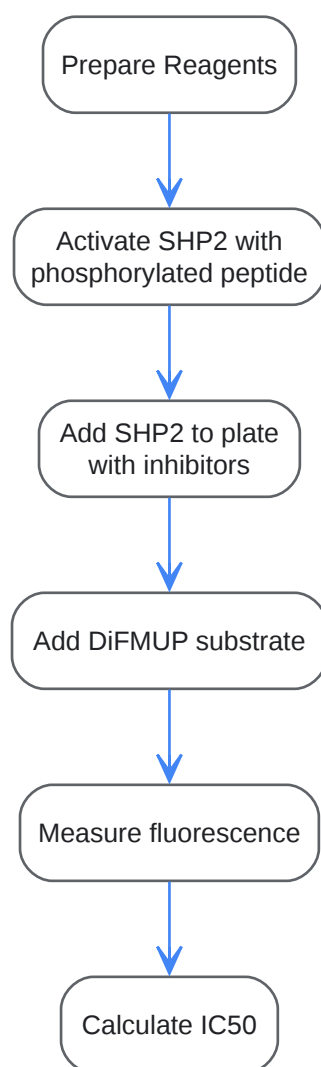 Prepare Reagents
Activate SHP2 with
phosphorylated peptide
Add SHP2 to plate
with inhibitors
Add DiFMUP substrate
Measure fluorescence
Calculate IC50